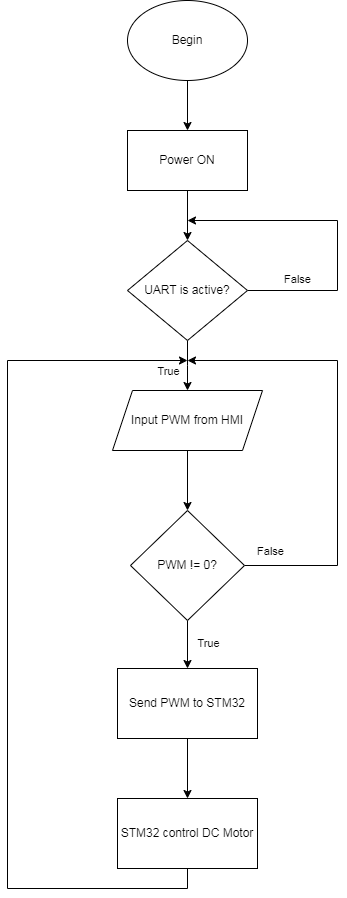 Begin
Power ON
UART is active?
False
True
Input PWM from HMI
PWM != 0?
False
True
Send PWM to STM32
STM32 control DC Motor